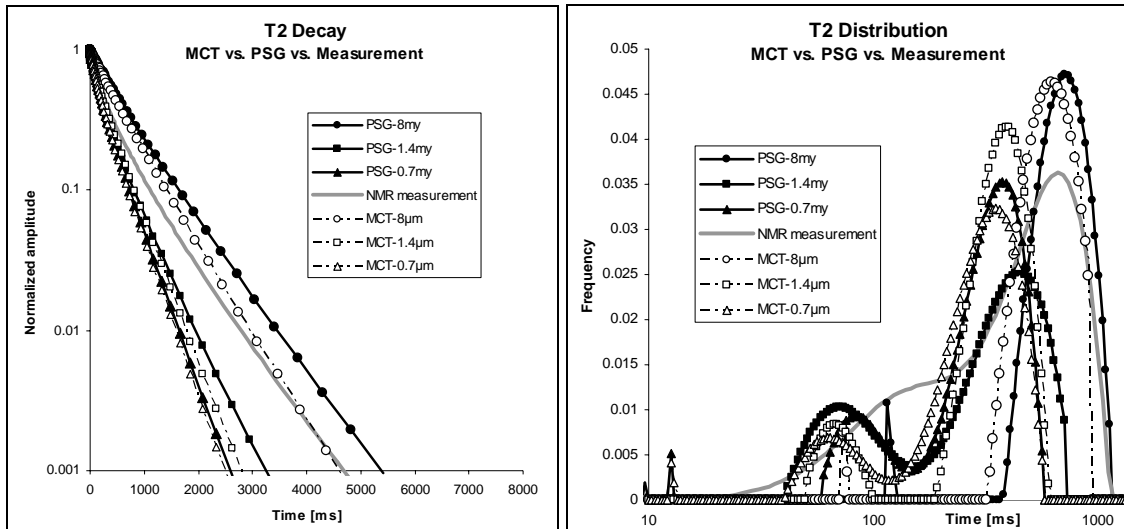 T2 Decay
MCT vs. PSG vs. Measurement
1
0.1
0.01
0.001
Normalized amplitude
PSG-8my
PSG-1.4my
PSG-0.7my
NMR measurement
MCT-8µm
MCT-1.4µm
MCT-0.7µm
0 1000 2000 3000 4000 5000 6000 7000 8000
Time [ms]
T2 Distribution
MCT vs. PSG vs. Measurement
0.05
0.045
0.04
0.035
0.03
0.025
0.02
0.015
0.01
0.005
0
Frequency
PSG-8my
PSG-1.4my
PSG-0.7my
NMR measurement
MCT-8µm
MCT-1.4µm
MCT-0.7µm
10 100 1000
Time [ms]